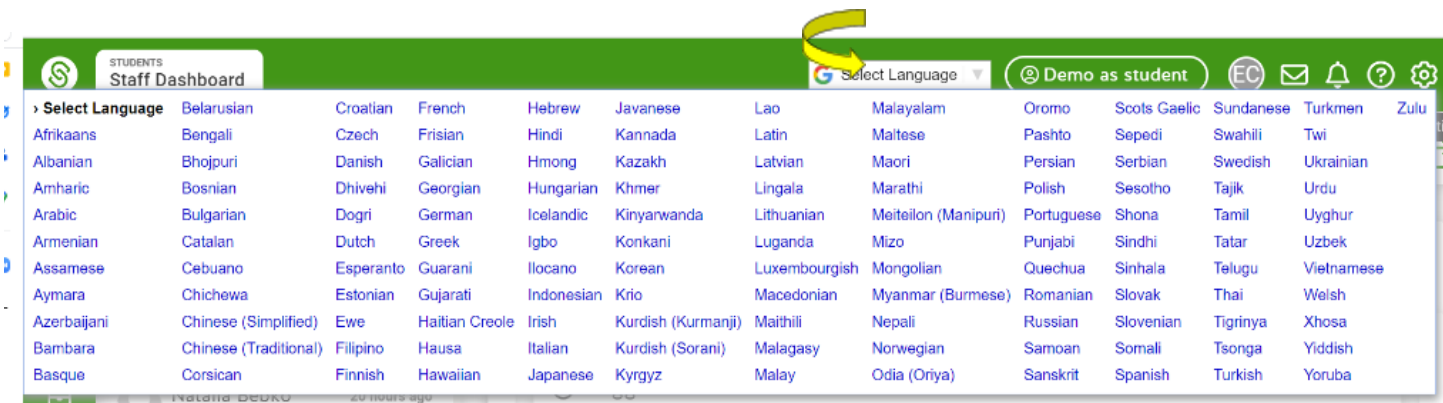 STUDENTS
Staff Dashboard
Select Language
Demo as student
EC
› Select Language Belarusian Croatian French Hebrew Javanese Lao Malayalam Oromo Scots Gaelic Sundanese Turkmen Zulu
Afrikaans Bengali Czech Frisian Hindi Kannada Latin Maltese Pashto Sepedi Swahili Twi
Albanian Bhojpuri Danish Galician Hmong Kazakh Latvian Maori Persian Serbian Swedish Ukrainian
Amharic Bosnian Dhivehi Georgian Hungarian Khmer Lingala Marathi Polish Sesotho Tajik Urdu
Arabic Bulgarian Dogri German Icelandic Kinyarwanda Lithuanian Meiteilon (Manipuri) Portuguese Shona Tamil Uyghur
Armenian Catalan Dutch Greek Igbo Konkani Luganda Mizo Punjabi Sindhi Tatar Uzbek
Assamese Cebuano Esperanto Guarani Ilocano Korean Luxembourgish Mongolian Quechua Sinhala Telugu Vietnamese
Aymara Chichewa Estonian Gujarati Indonesian Krio Macedonian Myanmar (Burmese) Romanian Slovak Thai Welsh
Azerbaijani Chinese (Simplified) Ewe Haitian Creole Irish Kurdish (Kurmanji) Maithili Nepali Russian Slovenian Tigrinya Xhosa
Bambara Chinese (Traditional) Filipino Hausa Italian Kurdish (Sorani) Malagasy Norwegian Samoan Somali Tsonga Yiddish
Basque Corsican Finnish Hawaiian Japanese Kyrgyz Malay Odia (Oriya) Sanskrit Spanish Turkish Yoruba
Natalia Bebko 20 hours ago